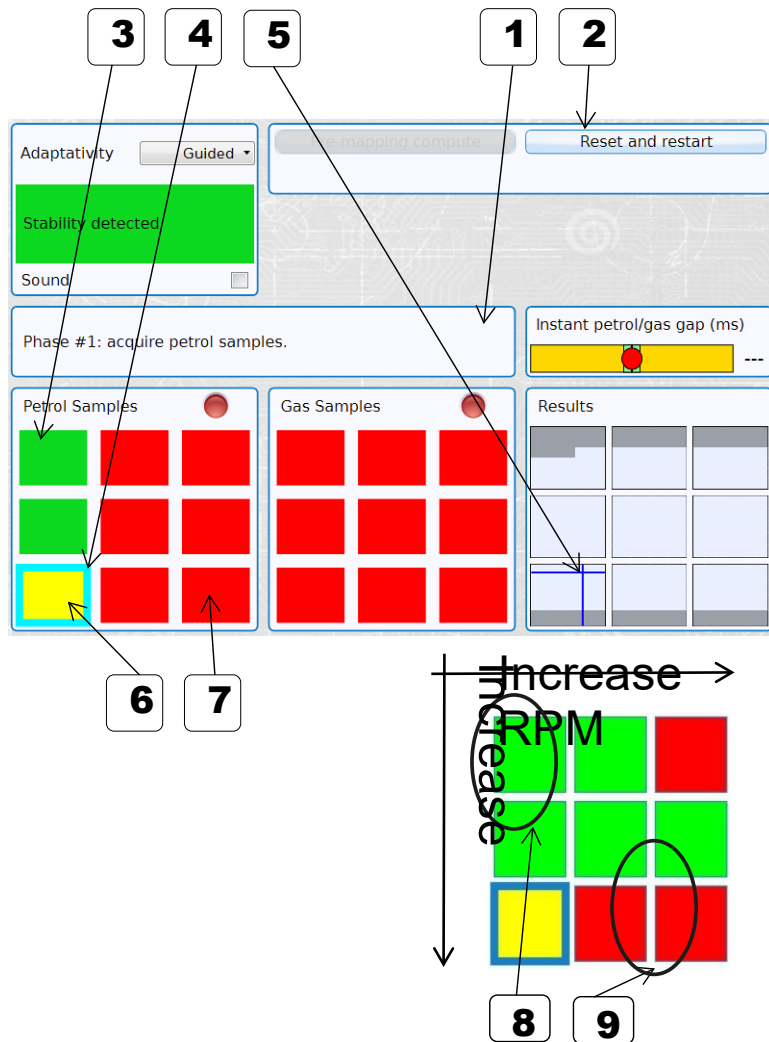 3
4
5
1
2
Adaptativity
Guided
Pre-mapping compute
Reset and restart
Stability detected
Sound
Phase #1: acquire petrol samples.
Instant petrol/gas gap (ms)
---
Petrol Samples
Gas Samples
Results
6
7
Increase
RPM
Increase
8
9